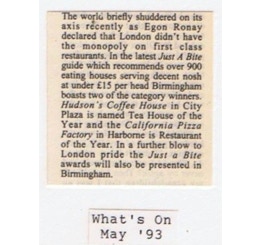 The world briefly shuddered on its
axis recently as Egon Ronay
declared that London didn't have
the monopoly on first class
restaurants. In the latest Just A Bite
guide which recommends over 900
eating houses serving decent nosh
at under £15 per head Birmingham
boasts two of the category winners.
Hudson's Coffee House in City
Plaza is named Tea House of the
Year and the California Pizza
Factory in Harborne is Restaurant
of the Year. In a further blow to
London pride the Just a Bite
awards will also be presented in
Birmingham.
What's On
May '93